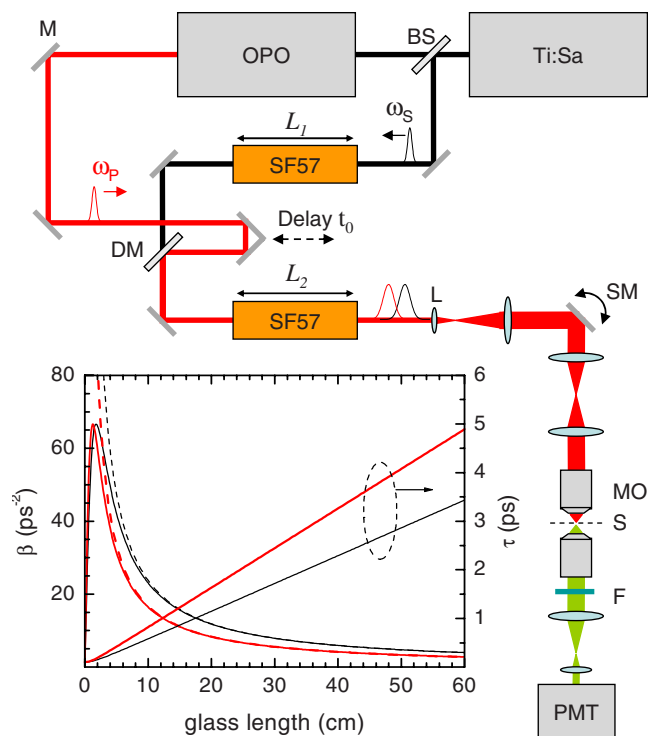 M
OPO
BS
Ti:Sa
L₁
ω_S
SF57
ω_P
Delay t₀
DM
L₂
SF57
L
SM
MO
S
F
PMT
β (ps⁻²)
80
60
40
20
τ (ps)
6
5
4
3
2
1
0
0 10 20 30 40 50 60
glass length (cm)